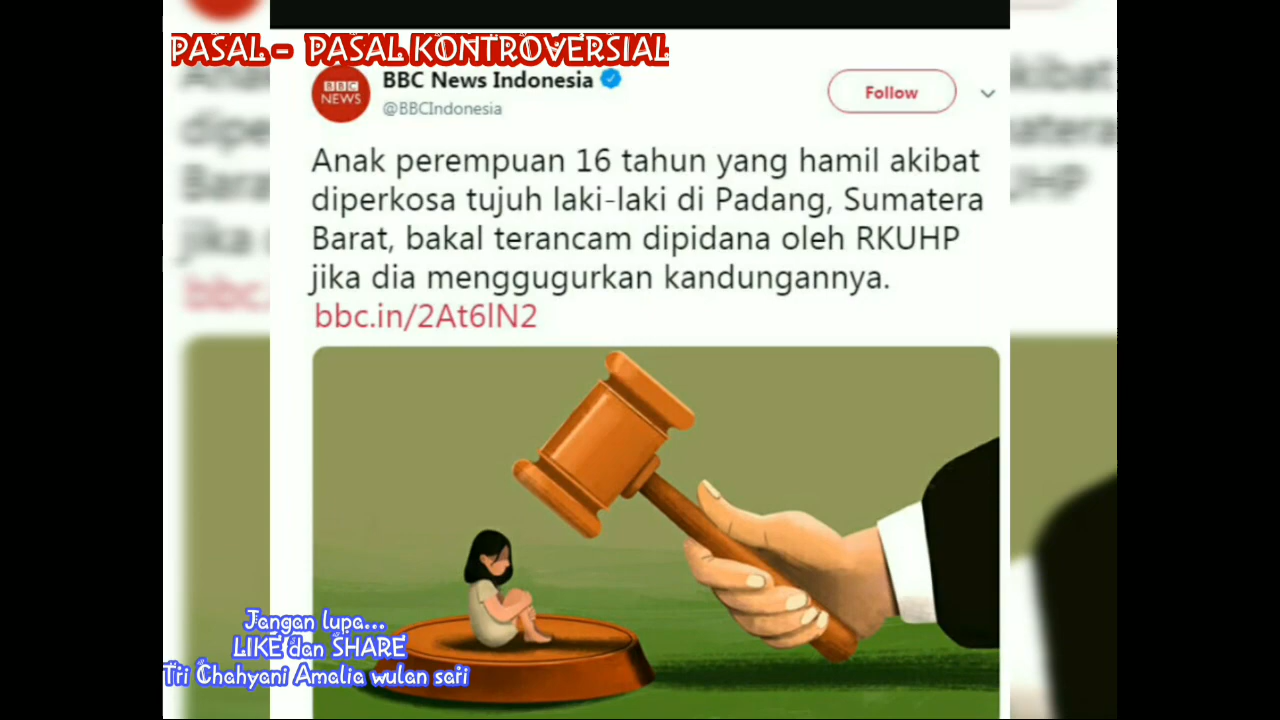 PASAL - PASAL KONTROVERSIAL
BBC NEWS
BBC News Indonesia
@BBCIndonesia
Follow
Anak perempuan 16 tahun yang hamil akibat
diperkosa tujuh laki-laki di Padang, Sumatera
Barat, bakal terancam dipidana oleh RKUHP
jika dia menggugurkan kandungannya.
bbc.in/2At6lN2
Jangan lupa...
LIKE dan SHARE
Tri Chahyani Amalia wulan sari